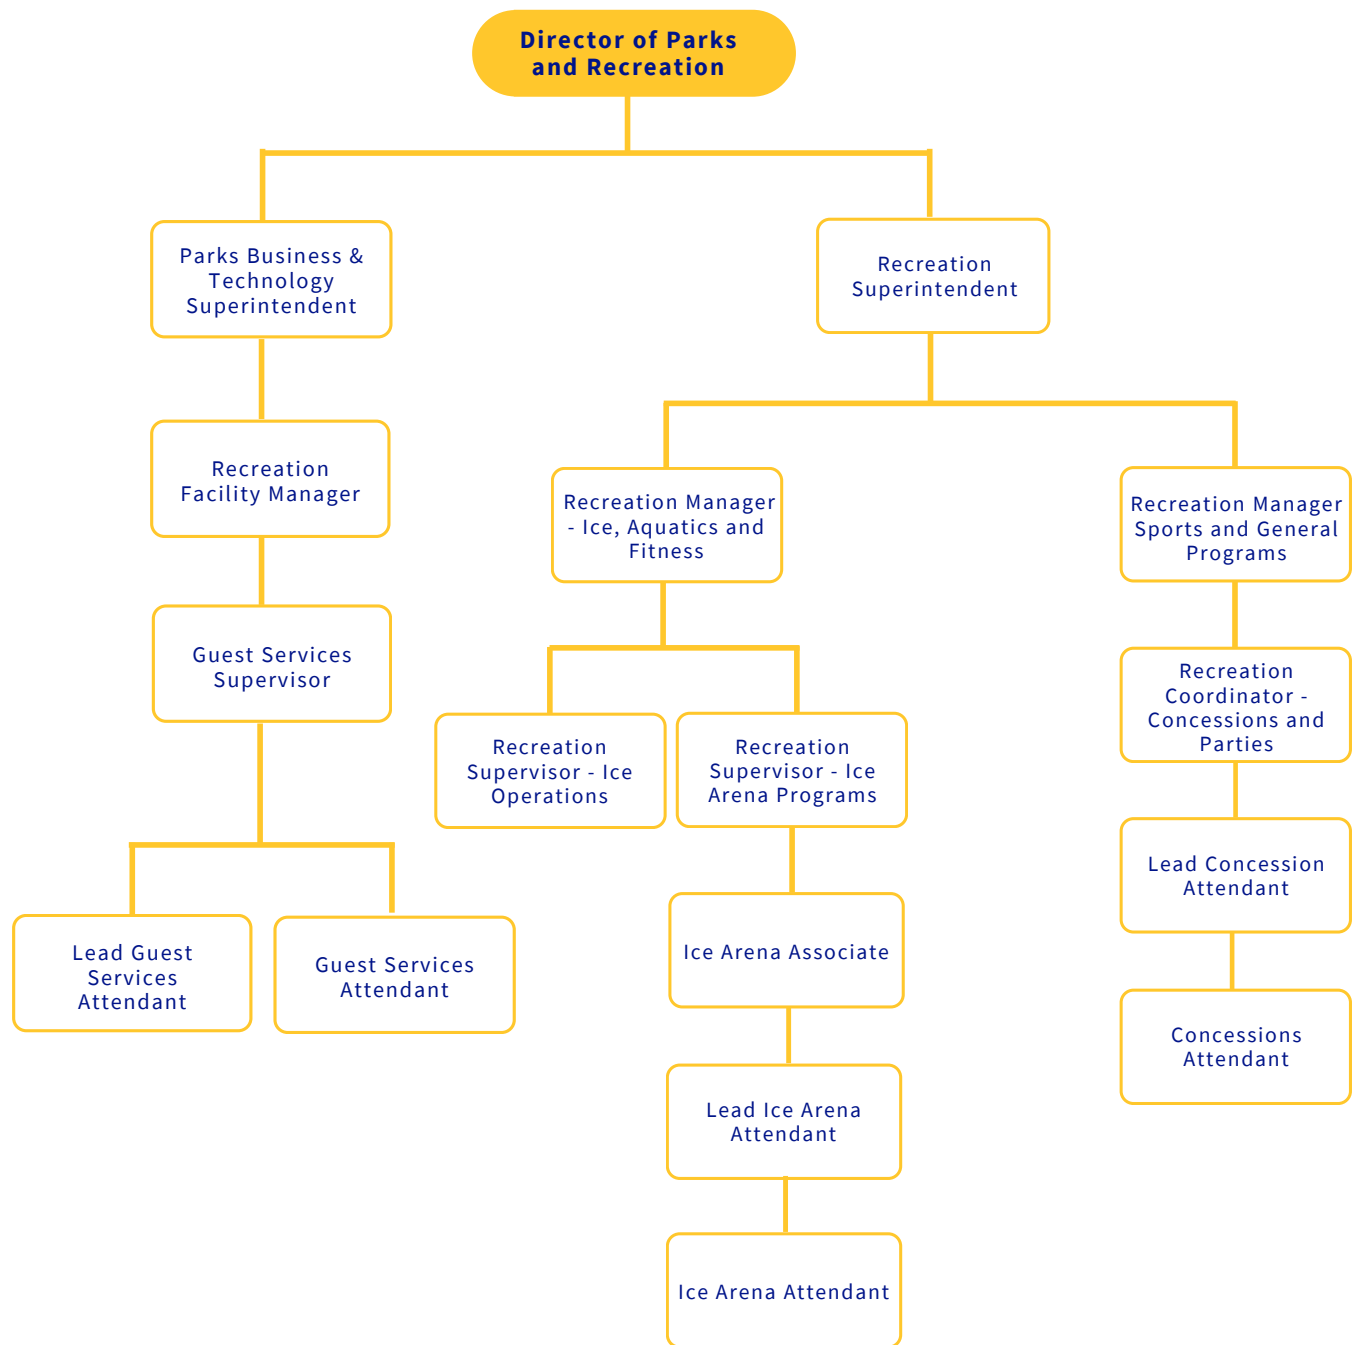 Director of Parks
and Recreation
Parks Business &
Technology
Superintendent
Recreation
Superintendent
Recreation
Facility Manager
Recreation Manager
- Ice, Aquatics and
Fitness
Recreation Manager
Sports and General
Programs
Guest Services
Supervisor
Recreation
Coordinator -
Concessions and
Parties
Recreation
Supervisor - Ice
Operations
Recreation
Supervisor - Ice
Arena Programs
Lead Concession
Attendant
Lead Guest
Services
Attendant
Guest Services
Attendant
Ice Arena Associate
Concessions
Attendant
Lead Ice Arena
Attendant
Ice Arena Attendant